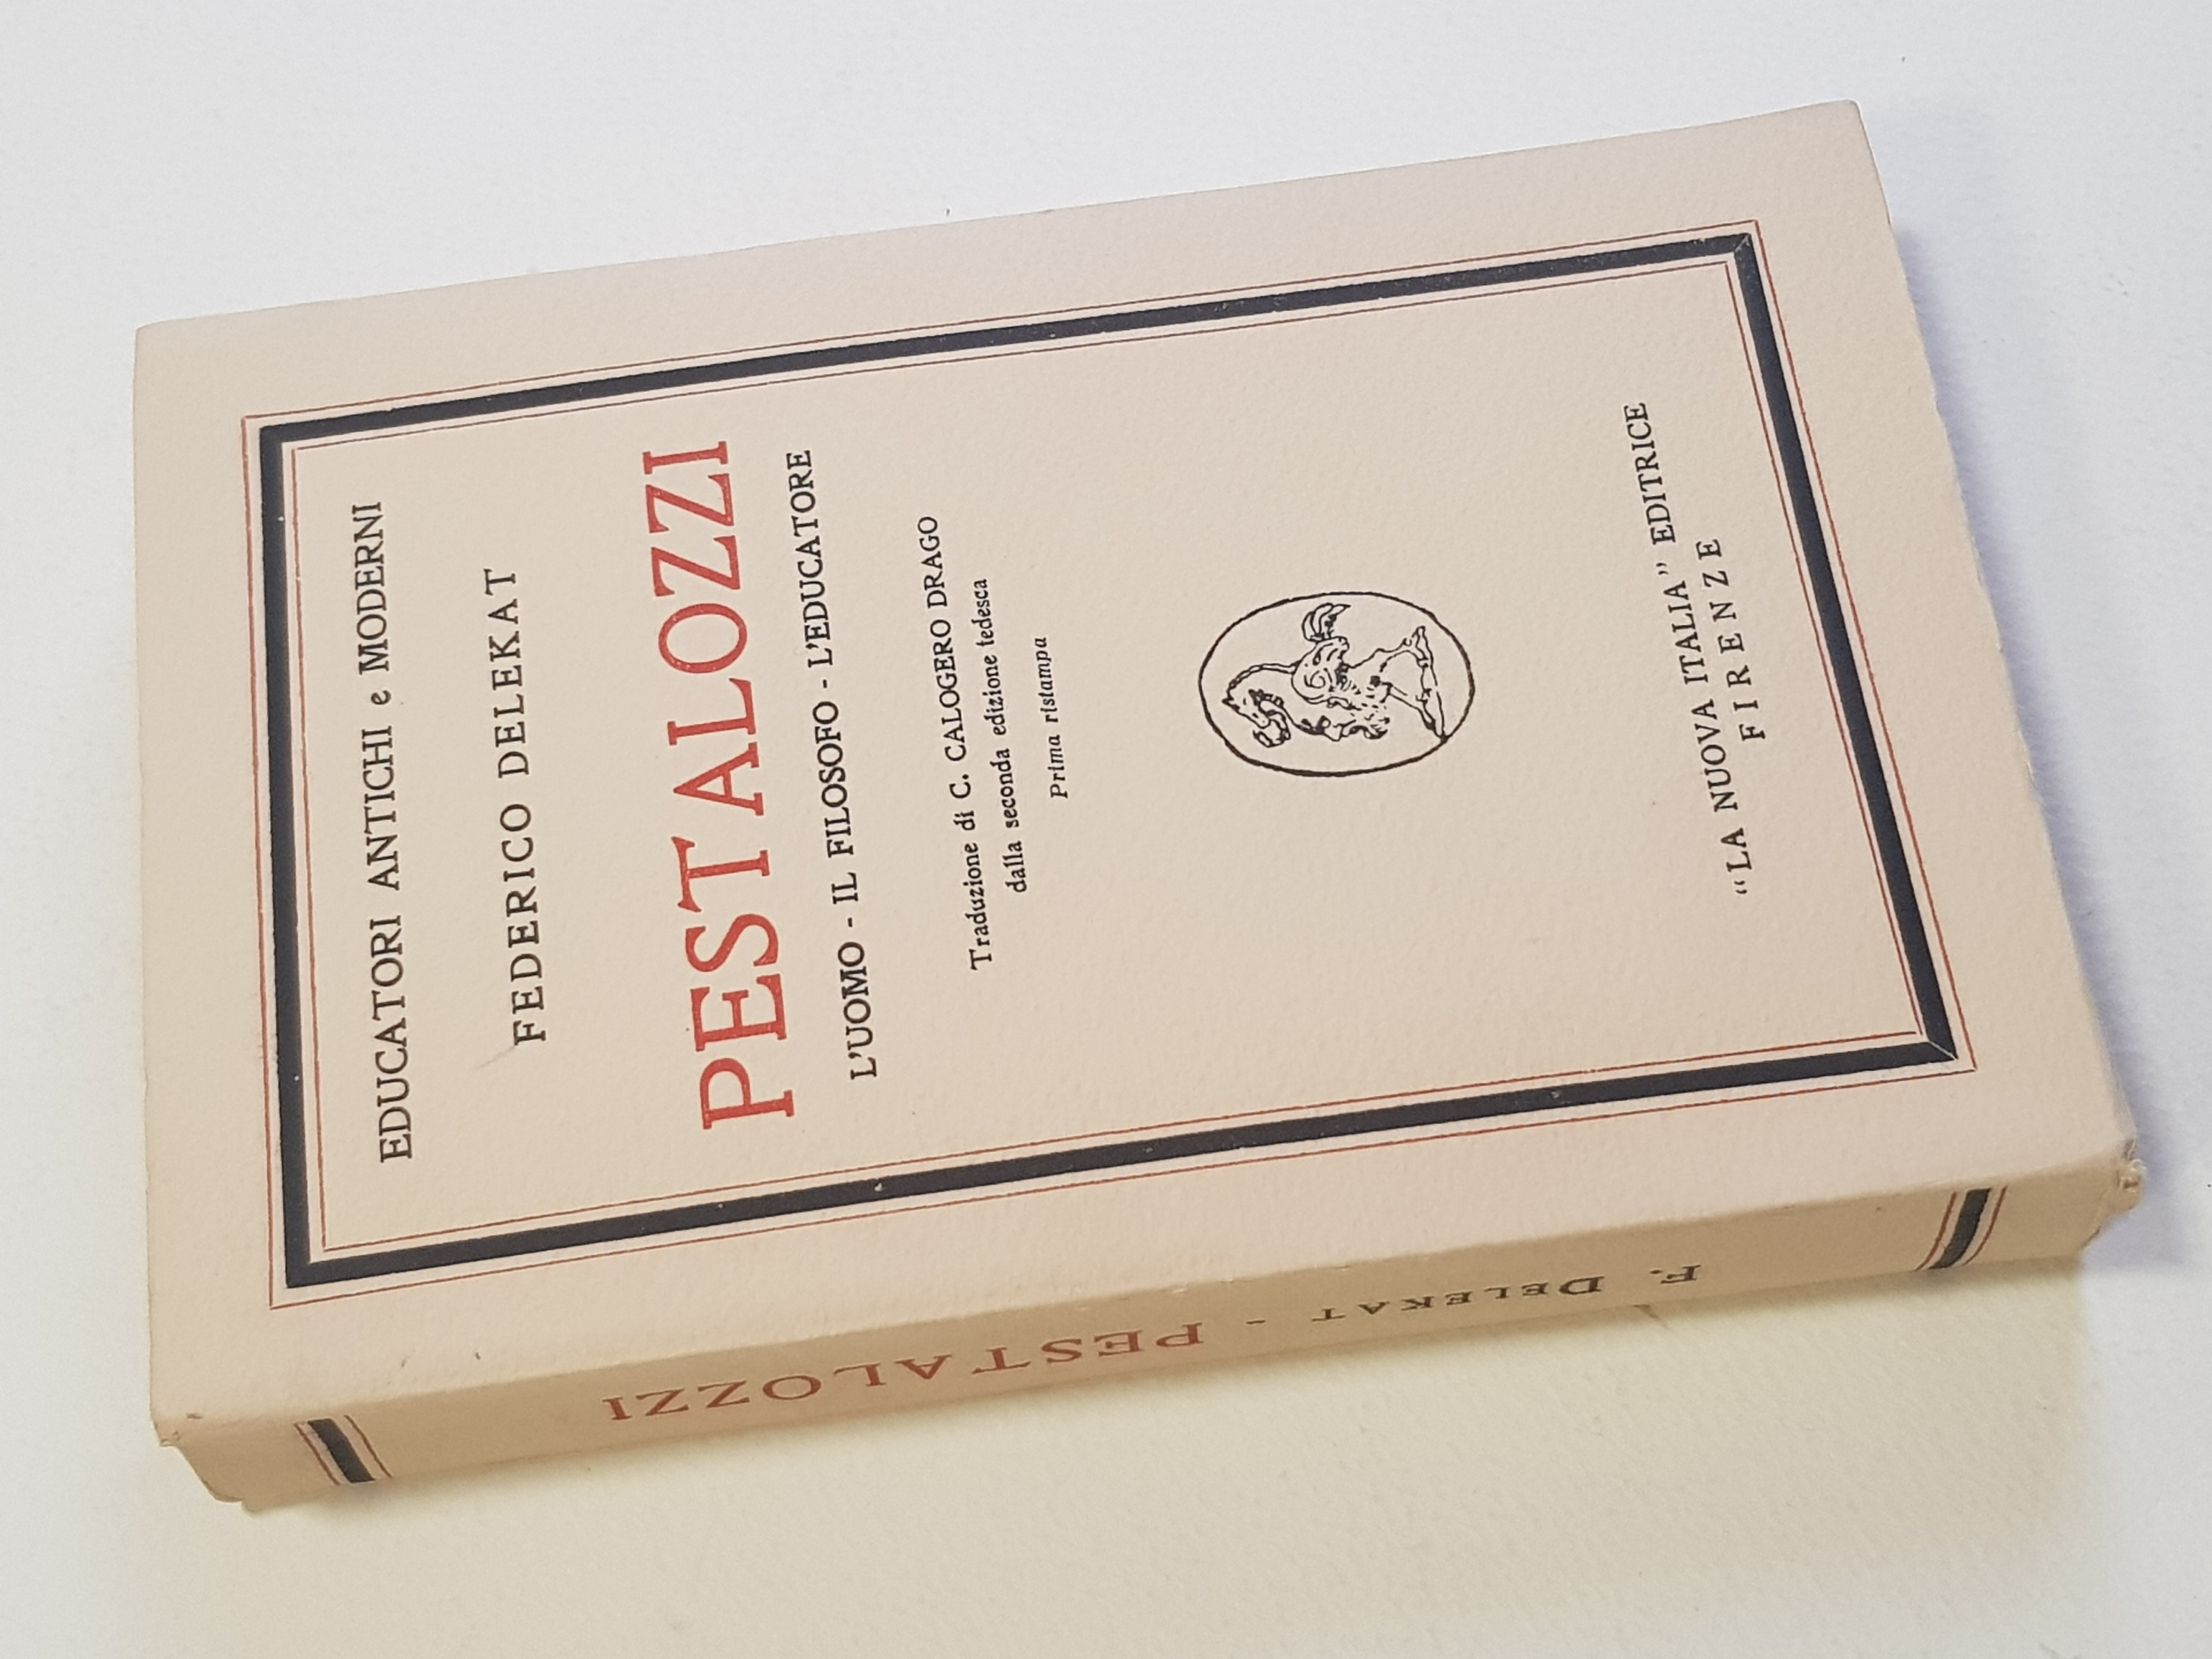 EDUCATORI ANTICHI e MODERNI
FEDERICO DELEKAT
PESTALOZZI
L'UOMO - IL FILOSOFO - L'EDUCATORE
Traduzione di C. CALOGERO DRAGO
dalla seconda edizione tedesca
Prima ristampa
“LA NUOVA ITALIA” EDITRICE
FIRENZE
F. DELEKAT - PESTALOZZI